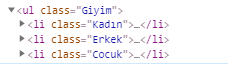 ▼<ul class="Giyim">
▶<li class="Kadın">…</li>
▶<li class="Erkek">…</li>
▶<li class="Cocuk">…</li>